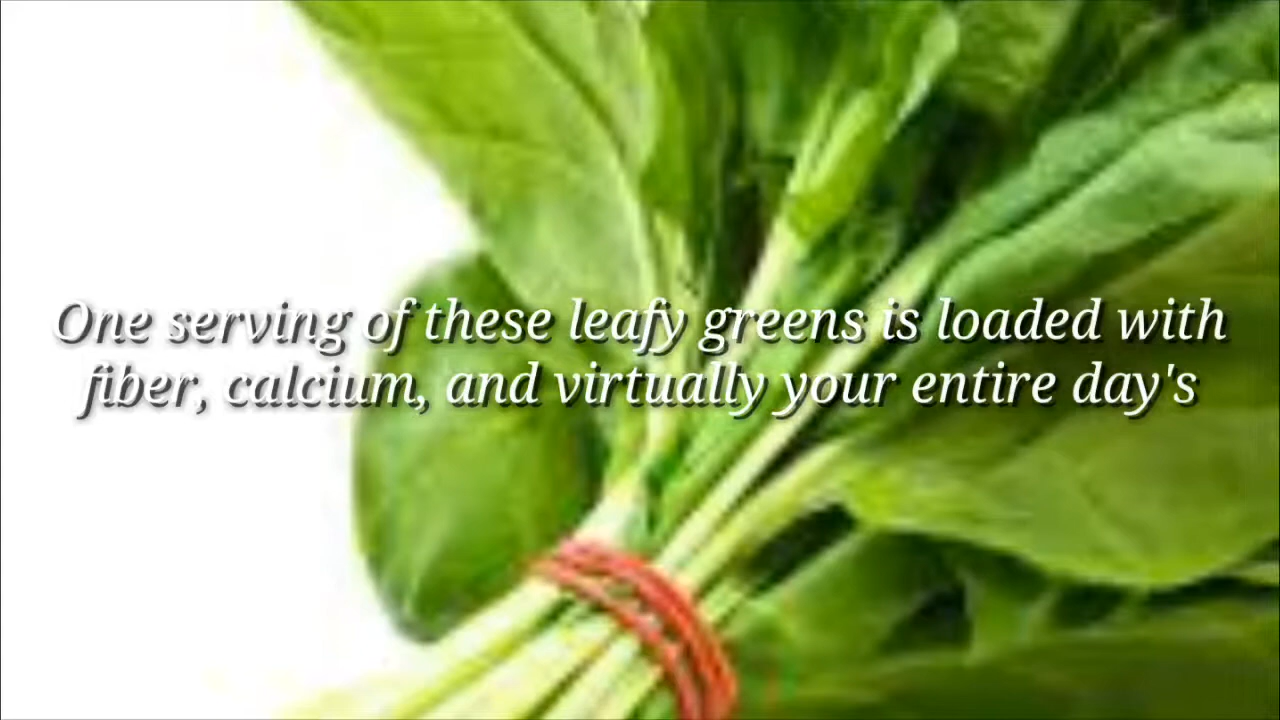 One serving of these leafy greens is loaded with
fiber, calcium, and virtually your entire day's